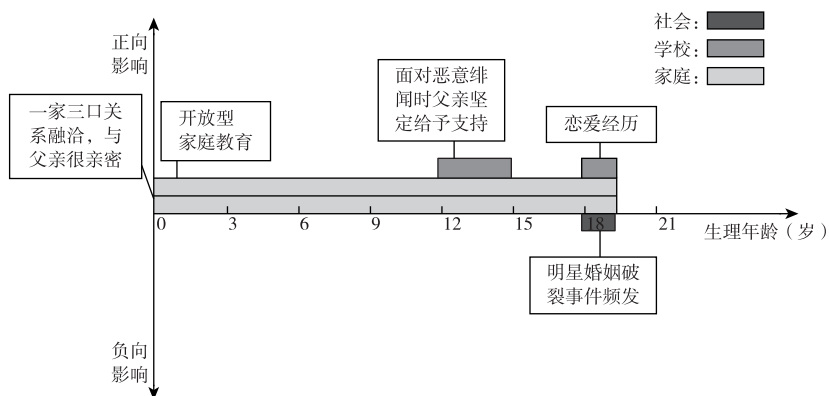 社会：
学校：
家庭：
正向
影响
一家三口关
系融洽，与
父亲很亲密
开放型
家庭教育
面对恶意绯
闻时父亲坚
定给予支持
恋爱经历
0 3 6 9 12 15 18 21
生理年龄（岁）
明星婚姻破
裂事件频发
负向
影响